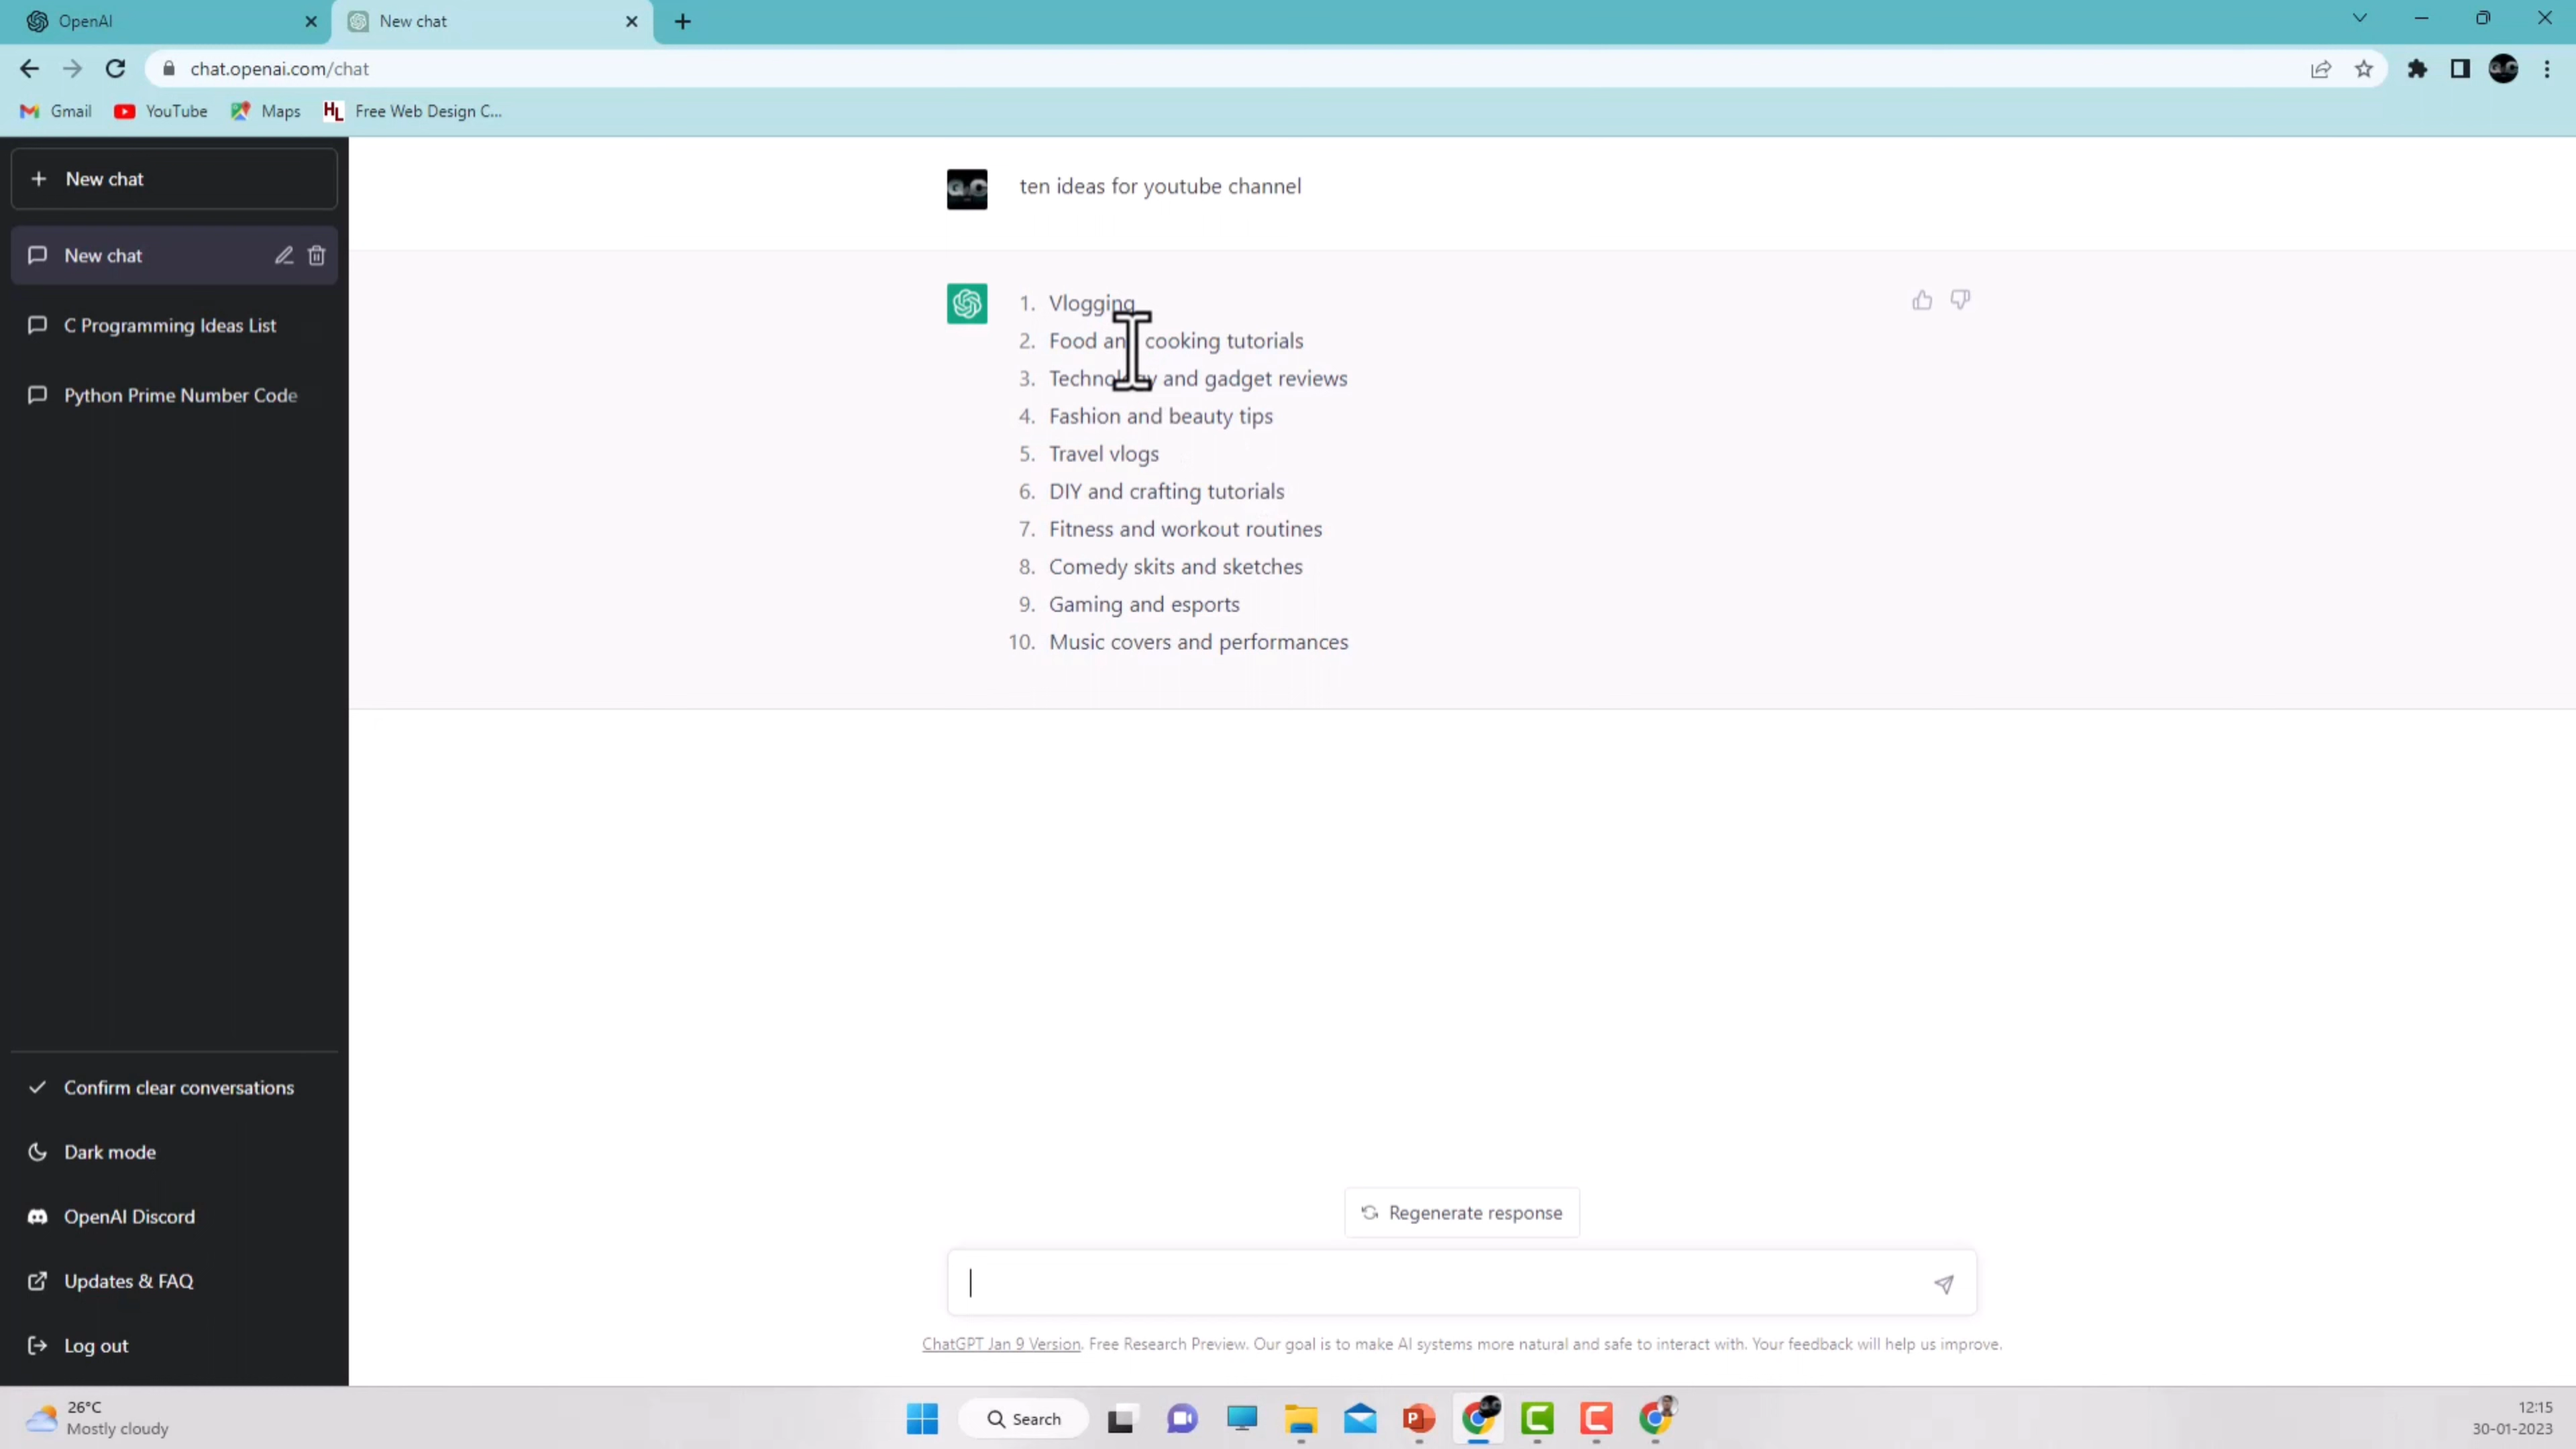 OpenAI
New chat
chat.openai.com/chat
Gmail
YouTube
Maps
HL
Free Web Design C...
New chat
New chat
C Programming Ideas List
Python Prime Number Code
G.C
ten ideas for youtube channel
1. Vlogging
2. Food and cooking tutorials
3. Technology and gadget reviews
4. Fashion and beauty tips
5. Travel vlogs
6. DIY and crafting tutorials
7. Fitness and workout routines
8. Comedy skits and sketches
9. Gaming and esports
10. Music covers and performances
Confirm clear conversations
Dark mode
OpenAI Discord
Updates & FAQ
Log out
Regenerate response
ChatGPT Jan 9 Version. Free Research Preview. Our goal is to make AI systems more natural and safe to interact with. Your feedback will help us improve.
26°C
Mostly cloudy
Search
12:15
30-01-2023